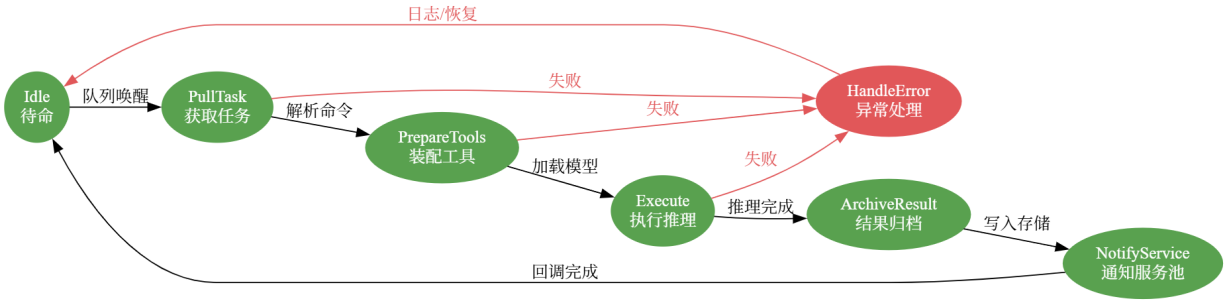 日志/恢复
Idle
待命
队列唤醒
PullTask
获取任务
失败
HandleError
异常处理
解析命令
失败
PrepareTools
装配工具
加载模型
失败
Execute
执行推理
推理完成
ArchiveResult
结果归档
写入存储
NotifyService
通知服务池
回调完成